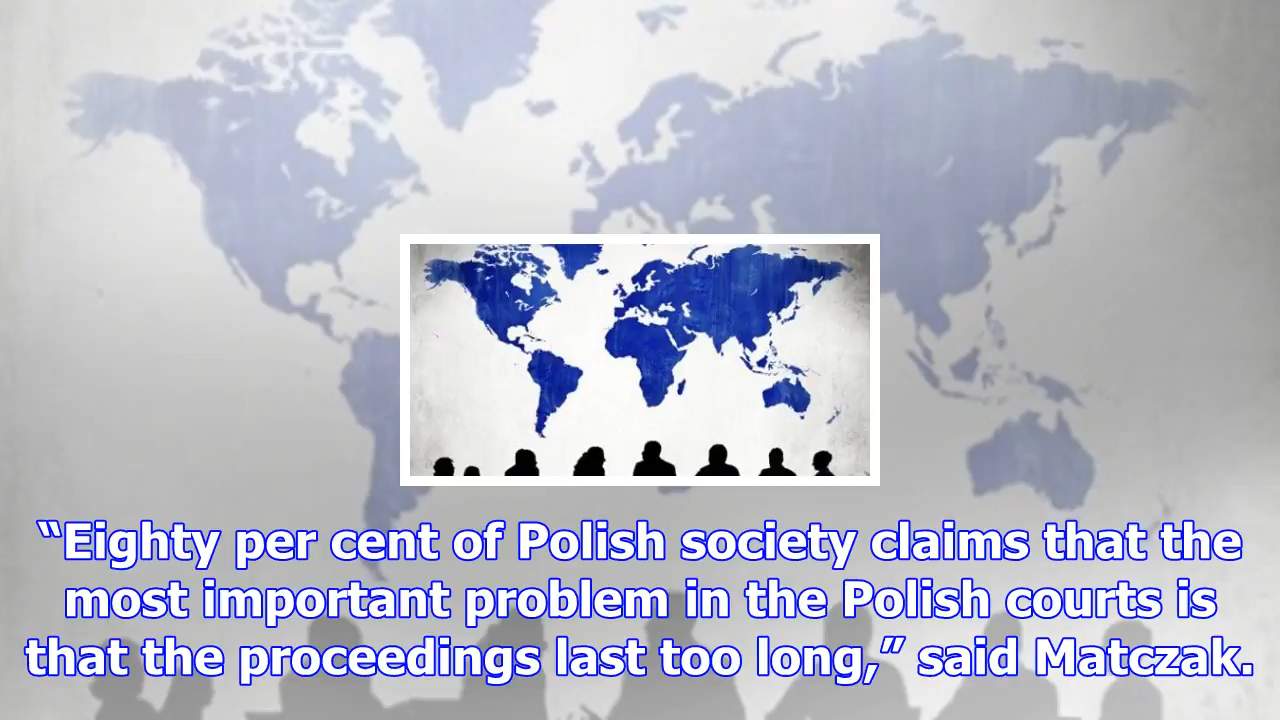 “Eighty per cent of Polish society claims that the
most important problem in the Polish courts is
that the proceedings last too long,” said Matczak.